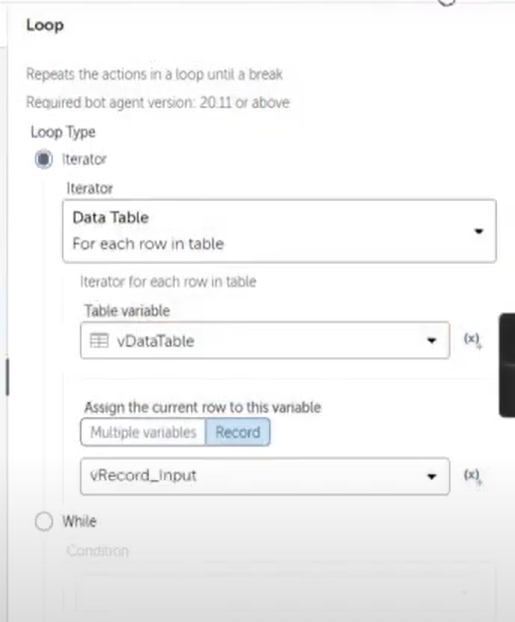 Loop
Repeats the actions in a loop until a break
Required bot agent version: 20.11 or above
Loop Type
Iterator
Iterator
Data Table
For each row in table
Iterator for each row in table
Table variable
vDataTable
(x)
Assign the current row to this variable
Multiple variables Record
vRecord_Input
(x)
While
Condition